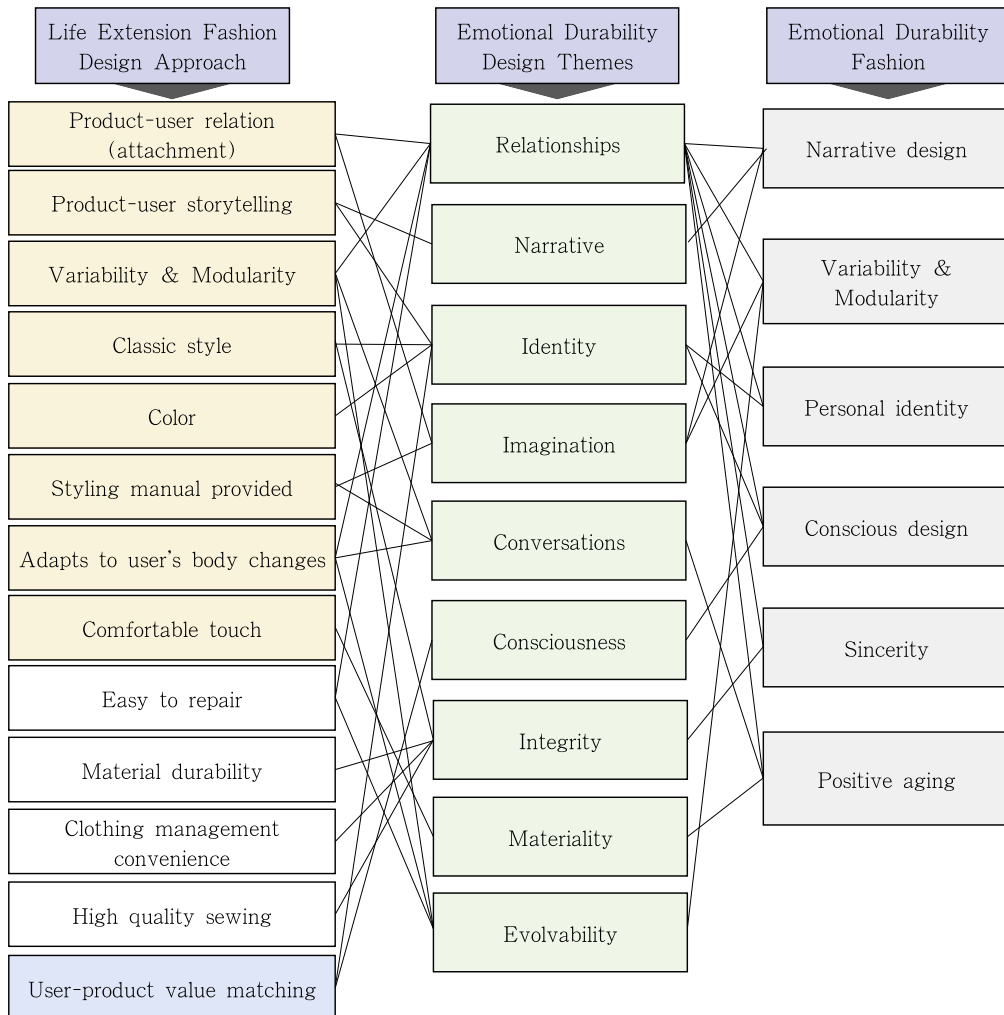 Life Extension Fashion
Design Approach
Emotional Durability
Design Themes
Emotional Durability
Fashion
Product-user relation
(attachment)
Product-user storytelling
Variability & Modularity
Classic style
Color
Styling manual provided
Adapts to user's body changes
Comfortable touch
Easy to repair
Material durability
Clothing management
convenience
High quality sewing
User-product value matching
Relationships
Narrative
Identity
Imagination
Conversations
Consciousness
Integrity
Materiality
Evolvability
Narrative design
Variability &
Modularity
Personal identity
Conscious design
Sincerity
Positive aging